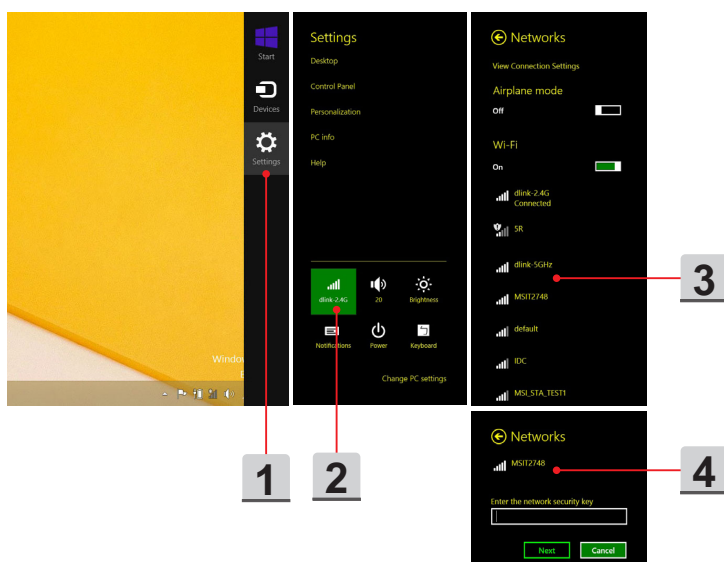 Start
Devices
Settings
1
Settings
Desktop
Control Panel
Personalization
PC info
Help
dlink-2.4G
20
Brightness
Notifications
Power
Keyboard
Change PC settings
2
Networks
View Connection Settings
Airplane mode
Off
Wi-Fi
On
dlink-2.4G
Connected
5R
dlink-5GHz
MSIT2748
default
IDC
MSI_STA_TEST1
3
Networks
MSIT2748
Enter the network security key
Next
Cancel
4